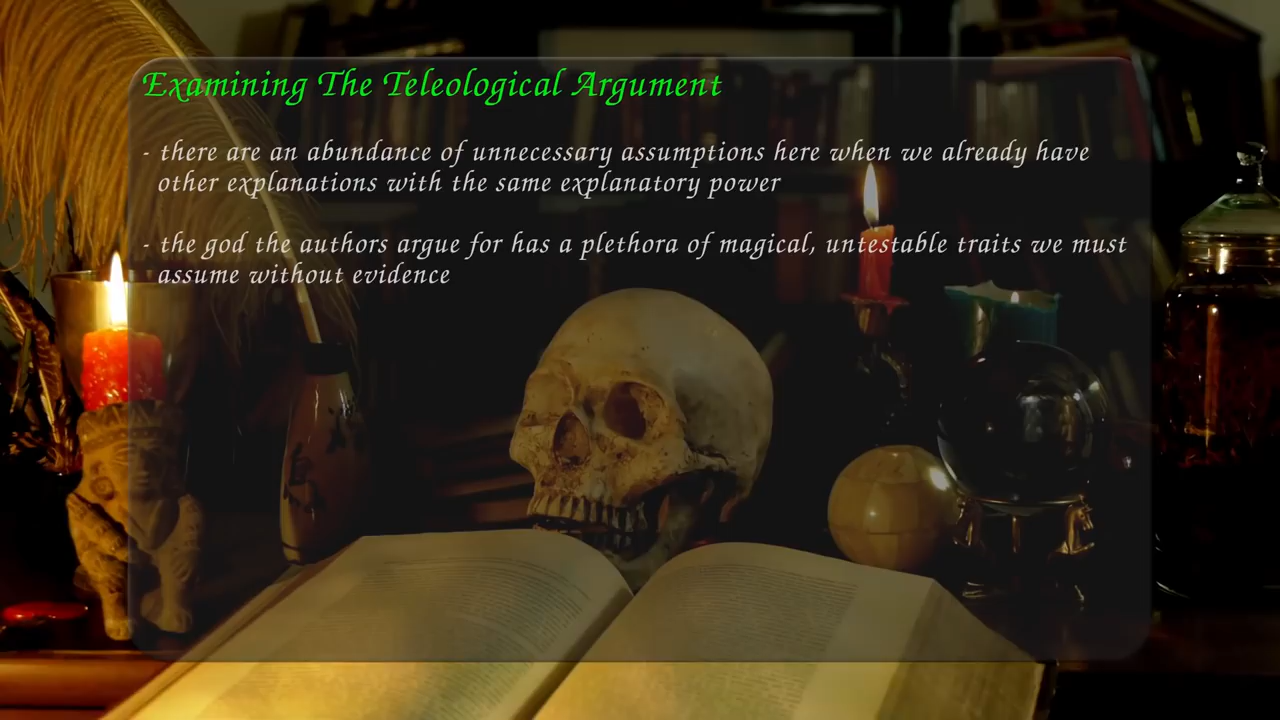 Examining The Teleological Argument
- there are an abundance of unnecessary assumptions here when we already have
other explanations with the same explanatory power
- the god the authors argue for has a plethora of magical, untestable traits we must
assume without evidence